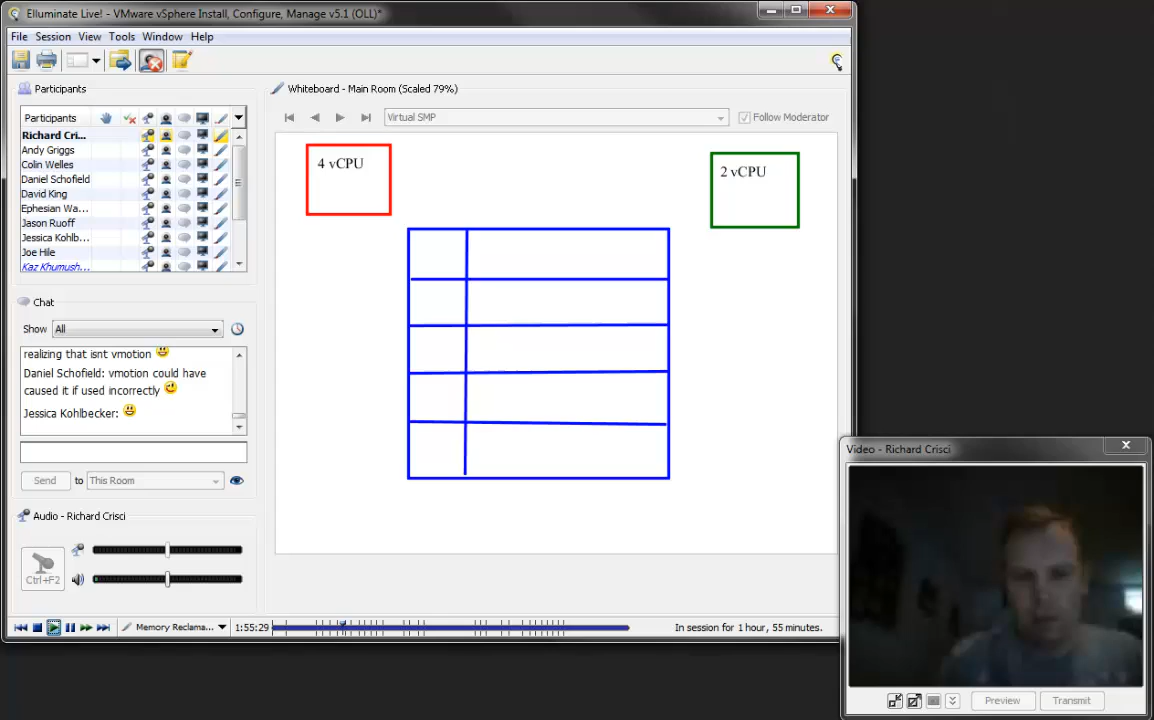 Elluminate Live! - VMware vSphere Install, Configure, Manage v5.1 (OLL)*
File Session View Tools Window Help
Participants
Participants
Richard Cri...
Andy Griggs
Colin Welles
Daniel Schofield
David King
Ephesian Wa...
Jason Ruoff
Jessica Kohlb...
Joe Hile
Kaz Khumush...
Chat
Show All
realizing that isnt vmotion
Daniel Schofield: vmotion could have
caused it if used incorrectly
Jessica Kohlbecker:
Send to This Room
Audio - Richard Crisci
Ctrl+F2
Whiteboard - Main Room (Scaled 79%)
Virtual SMP
Follow Moderator
4 vCPU
2 vCPU
Memory Reclama...
1:55:29
In session for 1 hour, 55 minutes.
Video - Richard Crisci
Preview
Transmit